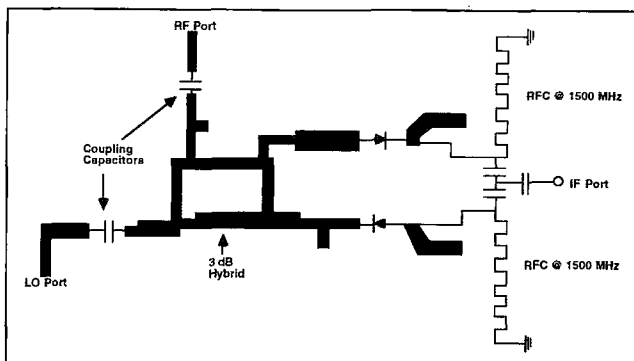 RF Port
RFC @ 1500 MHz
Coupling
Capacitors
IF Port
3 dB
Hybrid
LO Port
RFC @ 1500 MHz